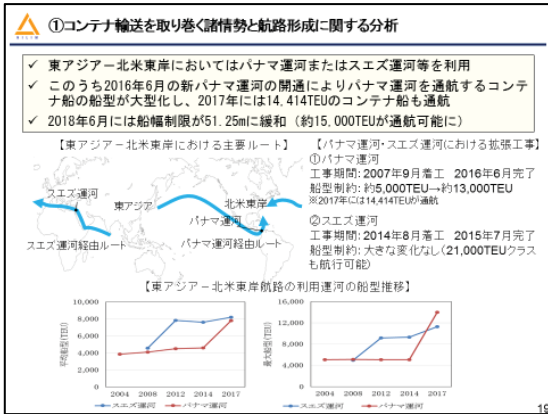 ①コンテナ輸送を取り巻く諸情勢と航路形成に関する分析
✓ 東アジア－北米東岸においてはパナマ運河またはスエズ運河等を利用
✓ このうち2016年6月の新パナマ運河の開通によりパナマ運河を通航するコンテ
ナ船の船型が大型化し、2017年には14,414TEUのコンテナ船も通航
✓ 2018年6月には船幅制限が51.25mに緩和（約15,000TEUが通航可能に）
【東アジア－北米東岸における主要ルート】
スエズ運河
東アジア
北米東岸
パナマ運河
スエズ運河経由ルート
パナマ運河経由ルート
【パナマ運河・スエズ運河における拡張工事】
①パナマ運河
工事期間：2007年9月着工　2016年6月完了
船型制約：約5,000TEU→約13,000TEU
※2017年には14,414TEUが通航
②スエズ運河
工事期間：2014年8月着工　2015年7月完了
船型制約：大きな変化なし（21,000TEUクラス
も航行可能）
【東アジア－北米東岸航路の利用運河の船型推移】
平均船型(TEU)
10,000
8,000
6,000
4,000
2,000
0
2004 2008 2012 2014 2017
スエズ運河 パナマ運河
最大船型(TEU)
16,000
12,000
8,000
4,000
0
2004 2008 2012 2014 2017
スエズ運河 パナマ運河
19